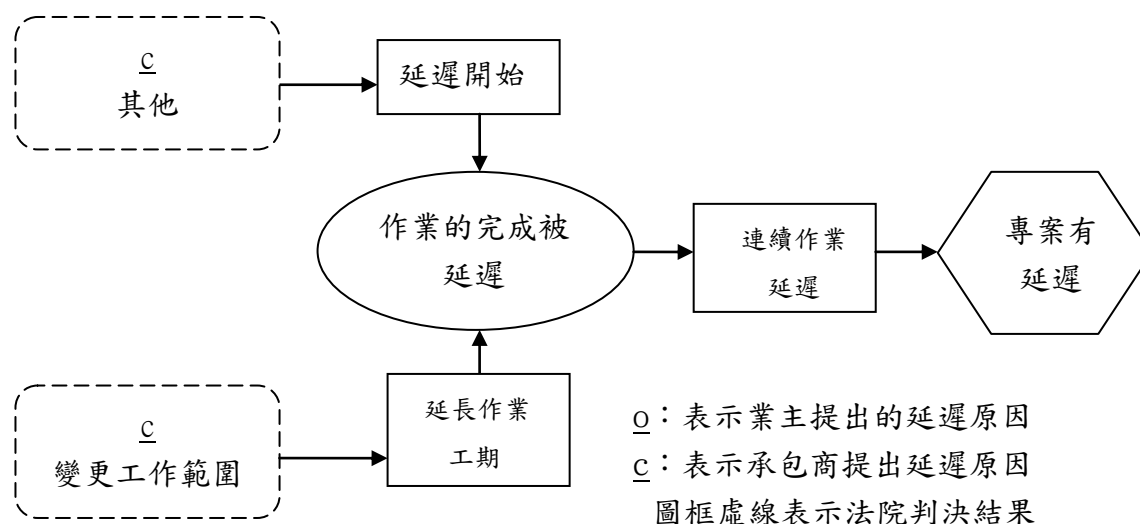 c
其他
延遲開始
作業的完成被
延遲
連續作業
延遲
專案有
延遲
c
變更工作範圍
延長作業
工期
o：表示業主提出的延遲原因
c：表示承包商提出延遲原因
圖框虛線表示法院判決結果